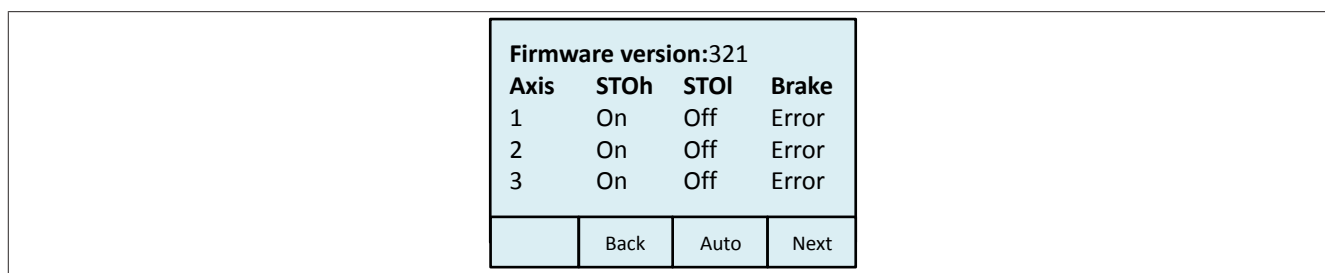 Firmware version:321
Axis STOh STOl Brake
1 On Off Error
2 On Off Error
3 On Off Error
Back Auto Next